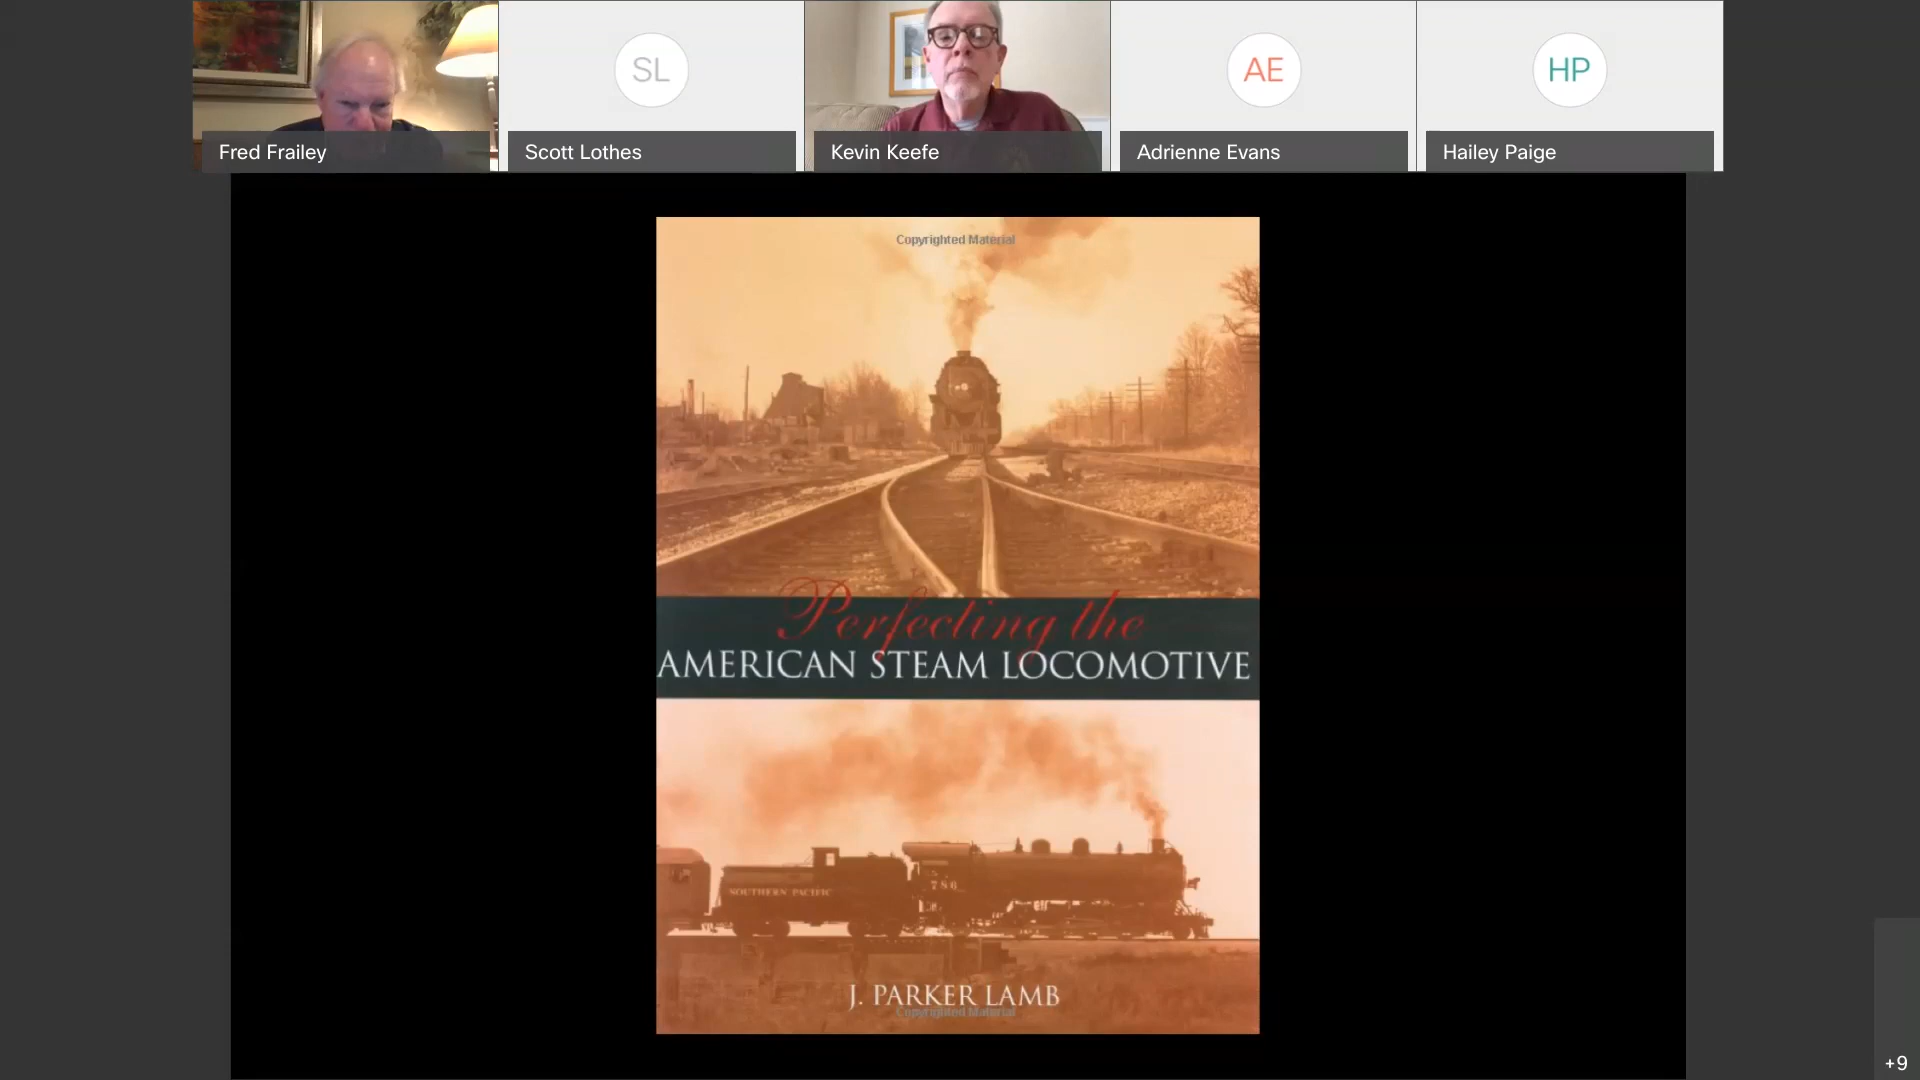 Fred Frailey
SL
Scott Lothes
Kevin Keefe
AE
Adrienne Evans
HP
Hailey Paige
Copyrighted Material
Perfecting the
AMERICAN STEAM LOCOMOTIVE
786
SOUTHERN PACIFIC
J. PARKER LAMB
Copyrighted Material
+9